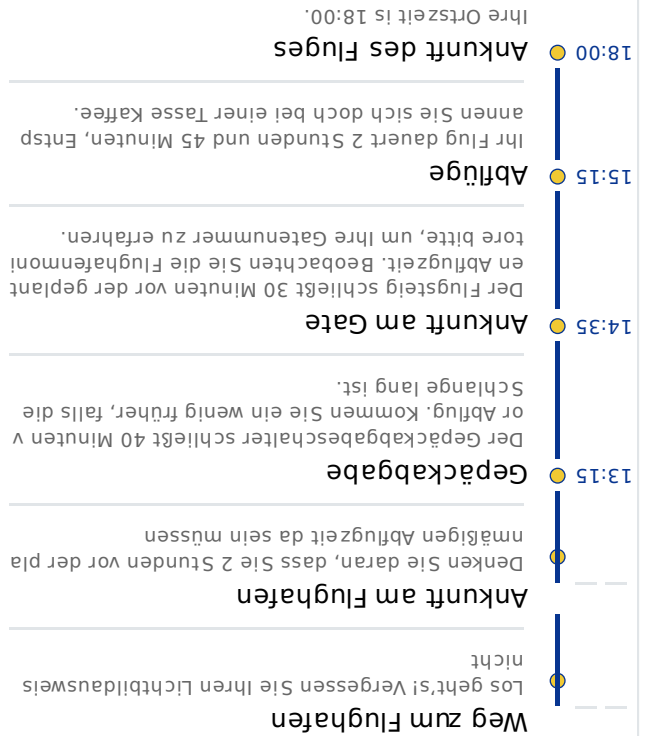 Weg zum Flughafen
Los geht's! Vergessen Sie Ihren Lichtbildausweis
nicht
Ankunft am Flughafen
Denken Sie daran, dass Sie 2 Stunden vor der pla
nmäßigen Abflugzeit da sein müssen
13:15 Gepäckabgabe
Der Gepäckabgabeschalter schließt 40 Minuten v
or Abflug. Kommen Sie ein wenig früher, falls die
Schlange lang ist.
14:35 Ankunft am Gate
Der Flugsteig schließt 30 Minuten vor der geplant
en Abflugzeit. Beobachten Sie die Flughafenmoni
tore bitte, um Ihre Gatenummer zu erfahren.
15:15 Abflüge
Ihr Flug dauert 2 Stunden und 45 Minuten, Entsp
annen Sie sich doch bei einer Tasse Kaffee.
18:00 Ankunft des Fluges
Ihre Ortszeit is 18:00.